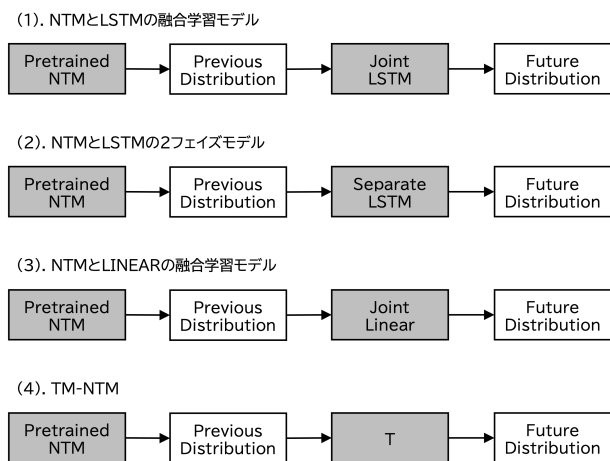 (1). NTMとLSTMの融合学習モデル
Pretrained
NTM
Previous
Distribution
Joint
LSTM
Future
Distribution
(2). NTMとLSTMの2フェイズモデル
Pretrained
NTM
Previous
Distribution
Separate
LSTM
Future
Distribution
(3). NTMとLINEARの融合学習モデル
Pretrained
NTM
Previous
Distribution
Joint
Linear
Future
Distribution
(4). TM-NTM
Pretrained
NTM
Previous
Distribution
T
Future
Distribution